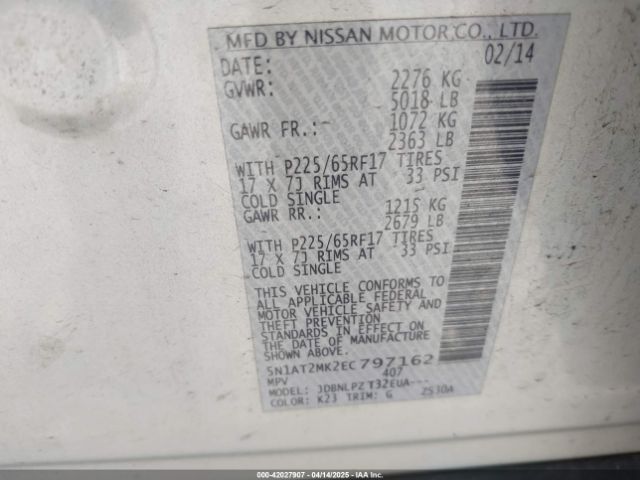 MFD BY NISSAN MOTOR CO., LTD.
DATE: 02/14
GVWR: 2276 KG
5018 LB
GAWR FR.:- 1072 KG
2363 LB
WITH P225/65RF17 TIRES
17 X 7J RIMS AT 33 PSI
COLD SINGLE
GAWR RR.: 1215 KG
2679 LB
WITH P225/65RF17 TIRES
17 X 7J RIMS AT 33 PSI
COLD SINGLE
THIS VEHICLE CONFORMS TO
ALL APPLICABLE FEDERAL
MOTOR VEHICLE SAFETY AND
THEFT PREVENTION
STANDARDS IN EFFECT ON
THE DATE OF MANUFACTURE
SHOWN ABOVE.
5N1AT2MK2EC797162
MPV 407
MODEL: JDBNLPZT32EUA---
COLOR: K23 TRIM: G 2S30A
000-42027907 - 04/14/2025 - IAAI.com